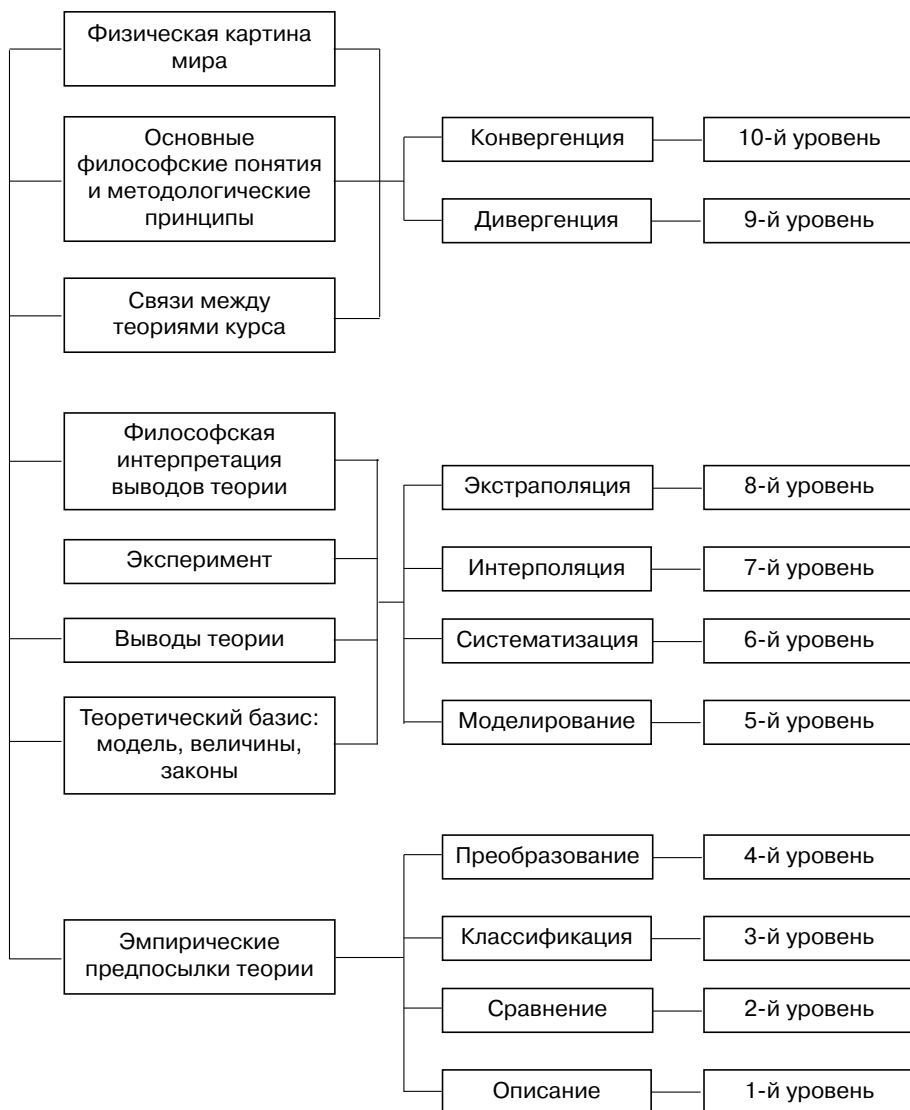 Физическая картина
мира
Основные
философские понятия
и методологические
принципы
Конвергенция
10-й уровень
Дивергенция
9-й уровень
Связи между
теориями курса
Философская
интерпретация
выводов теории
Экстраполяция
8-й уровень
Эксперимент
Интерполяция
7-й уровень
Выводы теории
Систематизация
6-й уровень
Теоретический базис:
модель, величины,
законы
Моделирование
5-й уровень
Преобразование
4-й уровень
Эмпирические
предпосылки теории
Классификация
3-й уровень
Сравнение
2-й уровень
Описание
1-й уровень